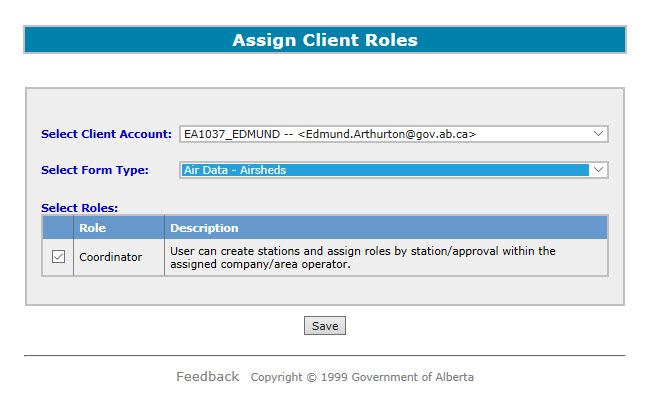 Assign Client Roles
Select Client Account: EA1037_EDMUND -- <Edmund.Arthurton@gov.ab.ca>
Select Form Type: Air Data - Airsheds
Select Roles:
Role Description
Coordinator User can create stations and assign roles by station/approval within the
assigned company/area operator.
Save
Feedback Copyright © 1999 Government of Alberta